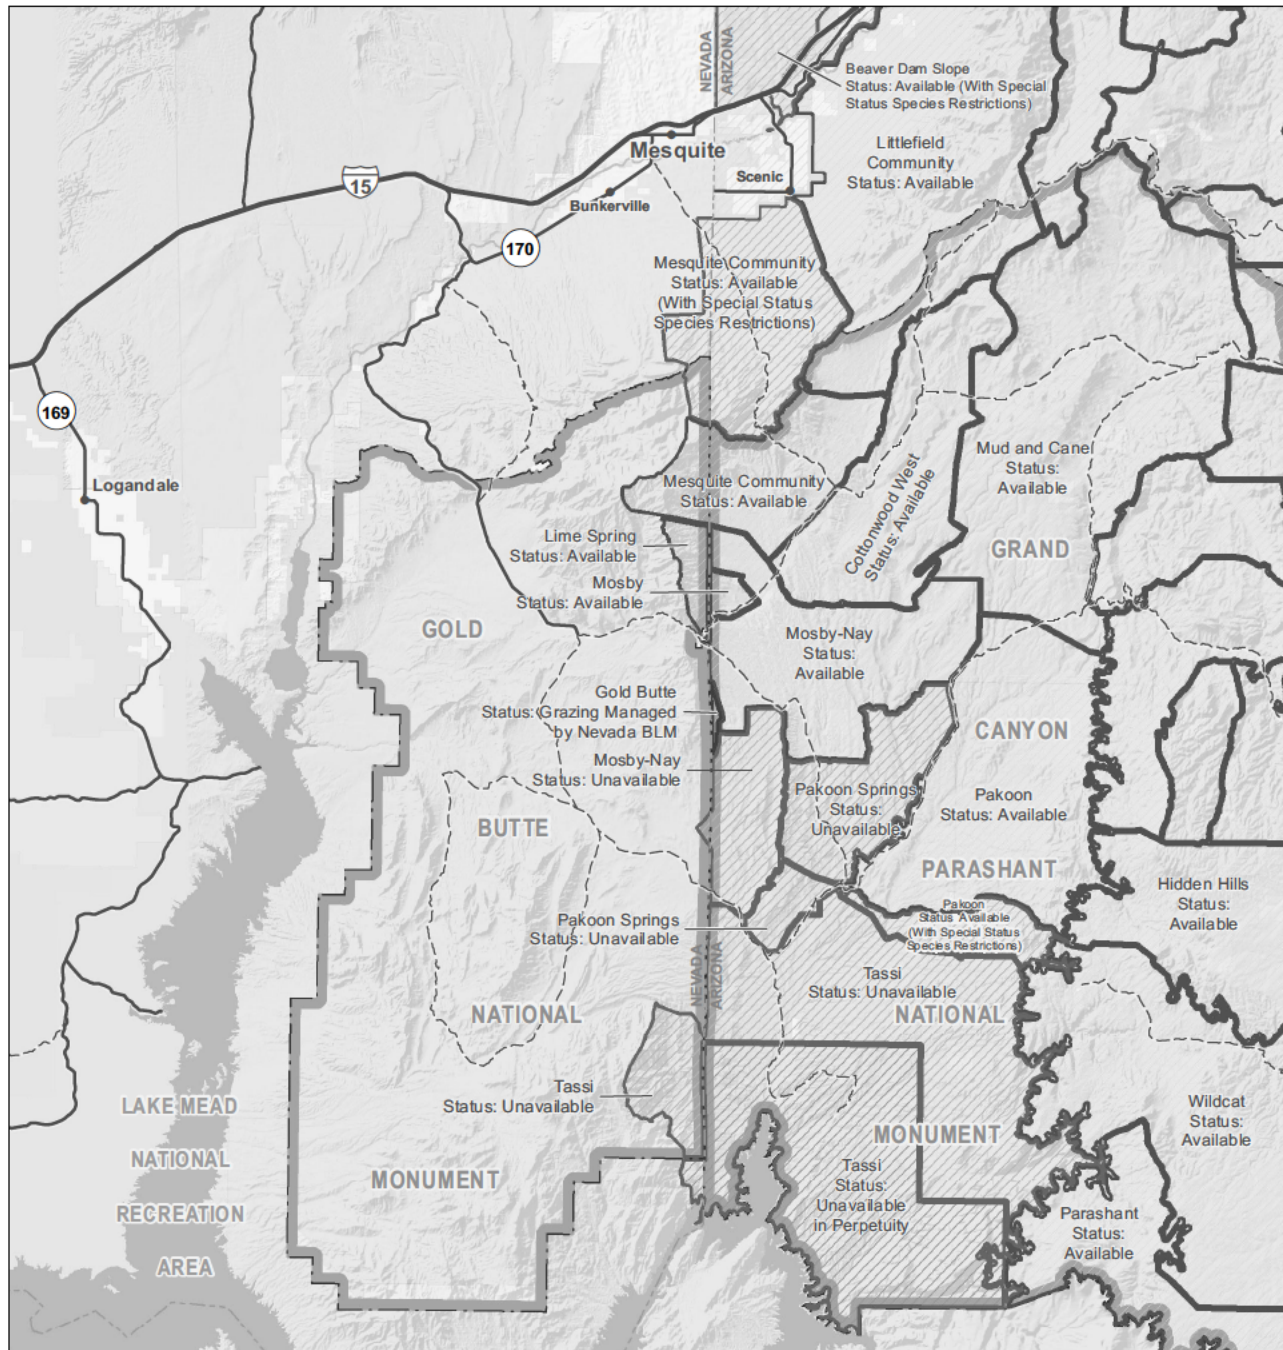 NEVADA
ARIZONA
Beaver Dam Slope
Status: Available (With Special
Status Species Restrictions)
Mesquite
Littlefield
Community
Status: Available
15
Scenic
Bunkerville
170
Mesquite Community
Status: Available
(With Special Status
Species Restrictions)
169
Logandale
Mesquite Community
Status: Available
Cottonwood West
Status: Available
Mud and Cane
Status:
Available
Lime Spring
Status: Available
GRAND
Mosby
Status: Available
GOLD
Mosby-Nay
Status:
Available
Gold Butte
Status: Grazing Managed
by Nevada BLM
CANYON
Mosby-Nay
Status: Unavailable
Pakoon Springs
Status:
Unavailable
Pakoon
Status: Available
BUTTE
PARASHANT
Hidden Hills
Status:
Available
Pakoon
Status: Available
(With Special Status
Species Restrictions)
Pakoon Springs
Status: Unavailable
NEVADA
ARIZONA
Tassi
Status: Unavailable
NATIONAL
NATIONAL
Tassi
Status: Unavailable
LAKE MEAD
NATIONAL
RECREATION
AREA
Wildcat
Status:
Available
MONUMENT
MONUMENT
Tassi
Status:
Unavailable
in Perpetuity
Parashant
Status:
Available